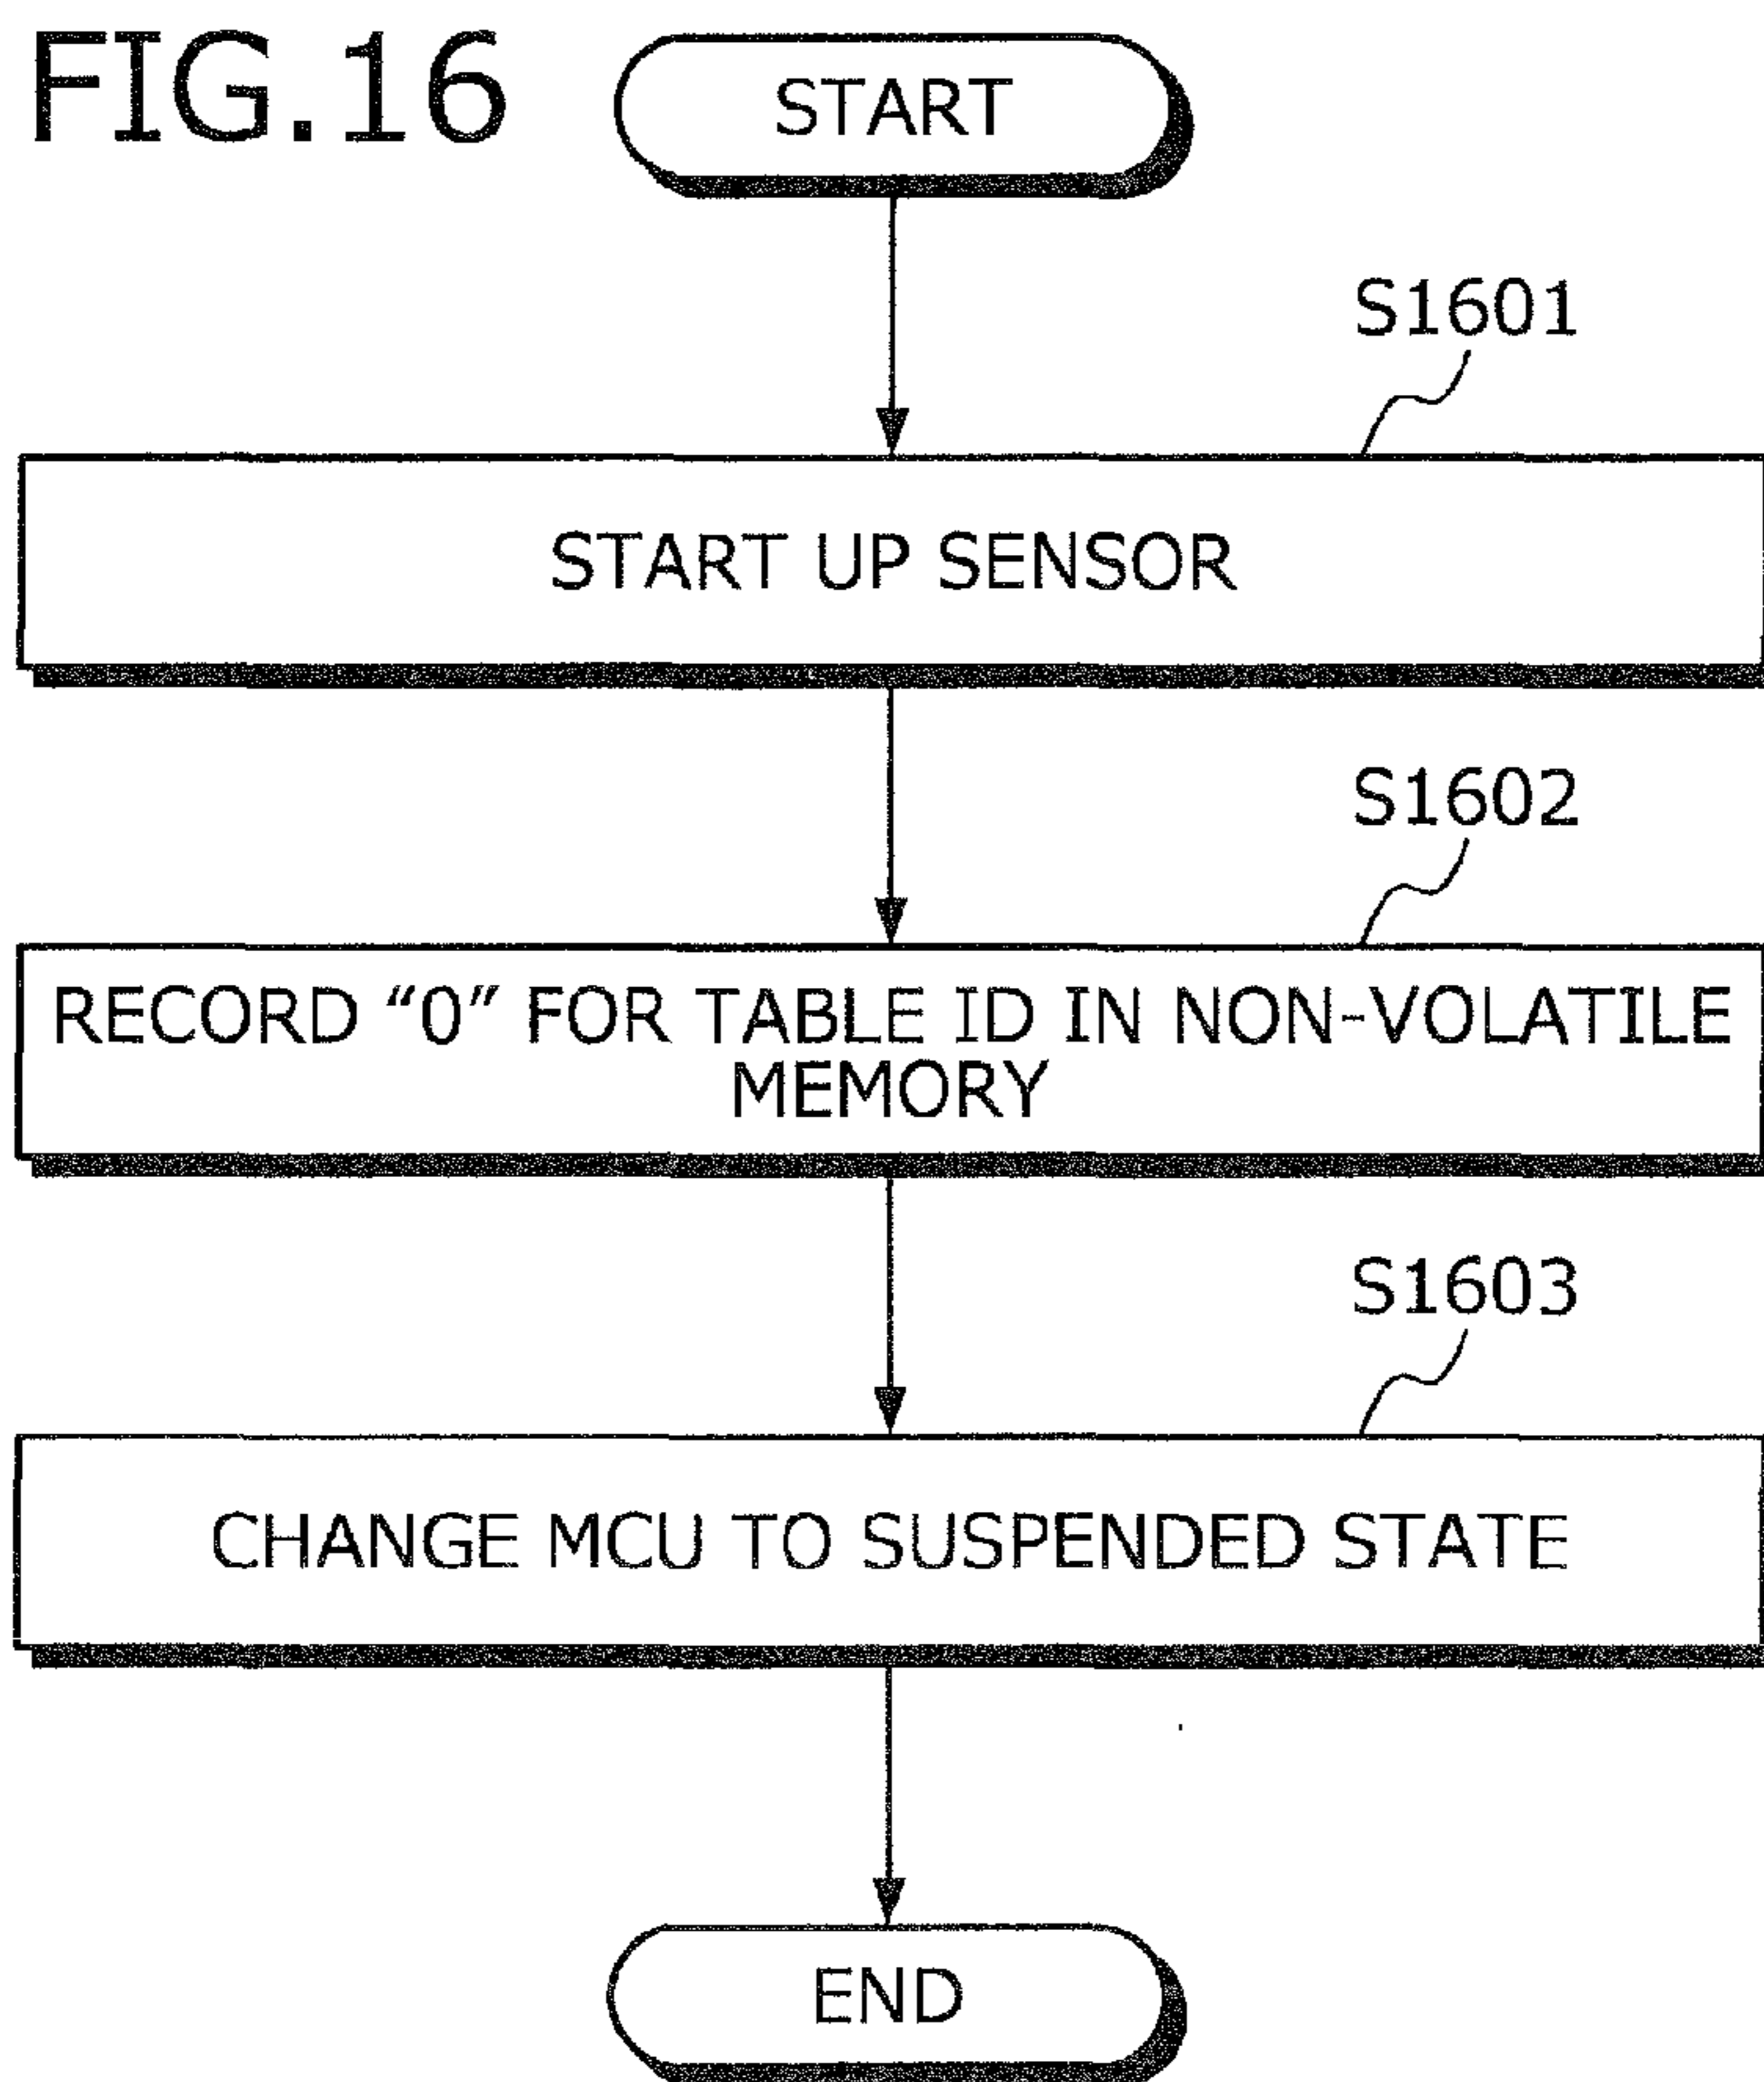 FIG.16
START
S1601
START UP SENSOR
S1602
RECORD “0” FOR TABLE ID IN NON-VOLATILE
MEMORY
S1603
CHANGE MCU TO SUSPENDED STATE
END